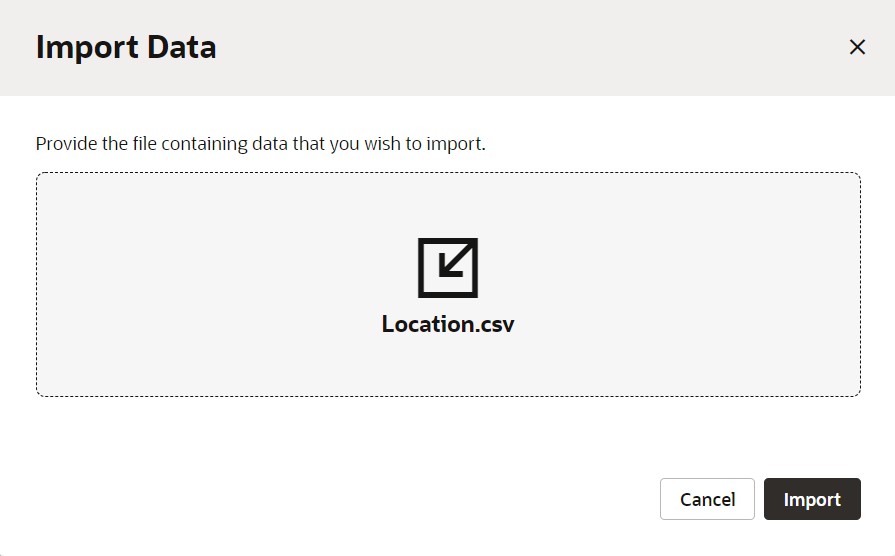 Import Data
Provide the file containing data that you wish to import.
Location.csv
Cancel
Import